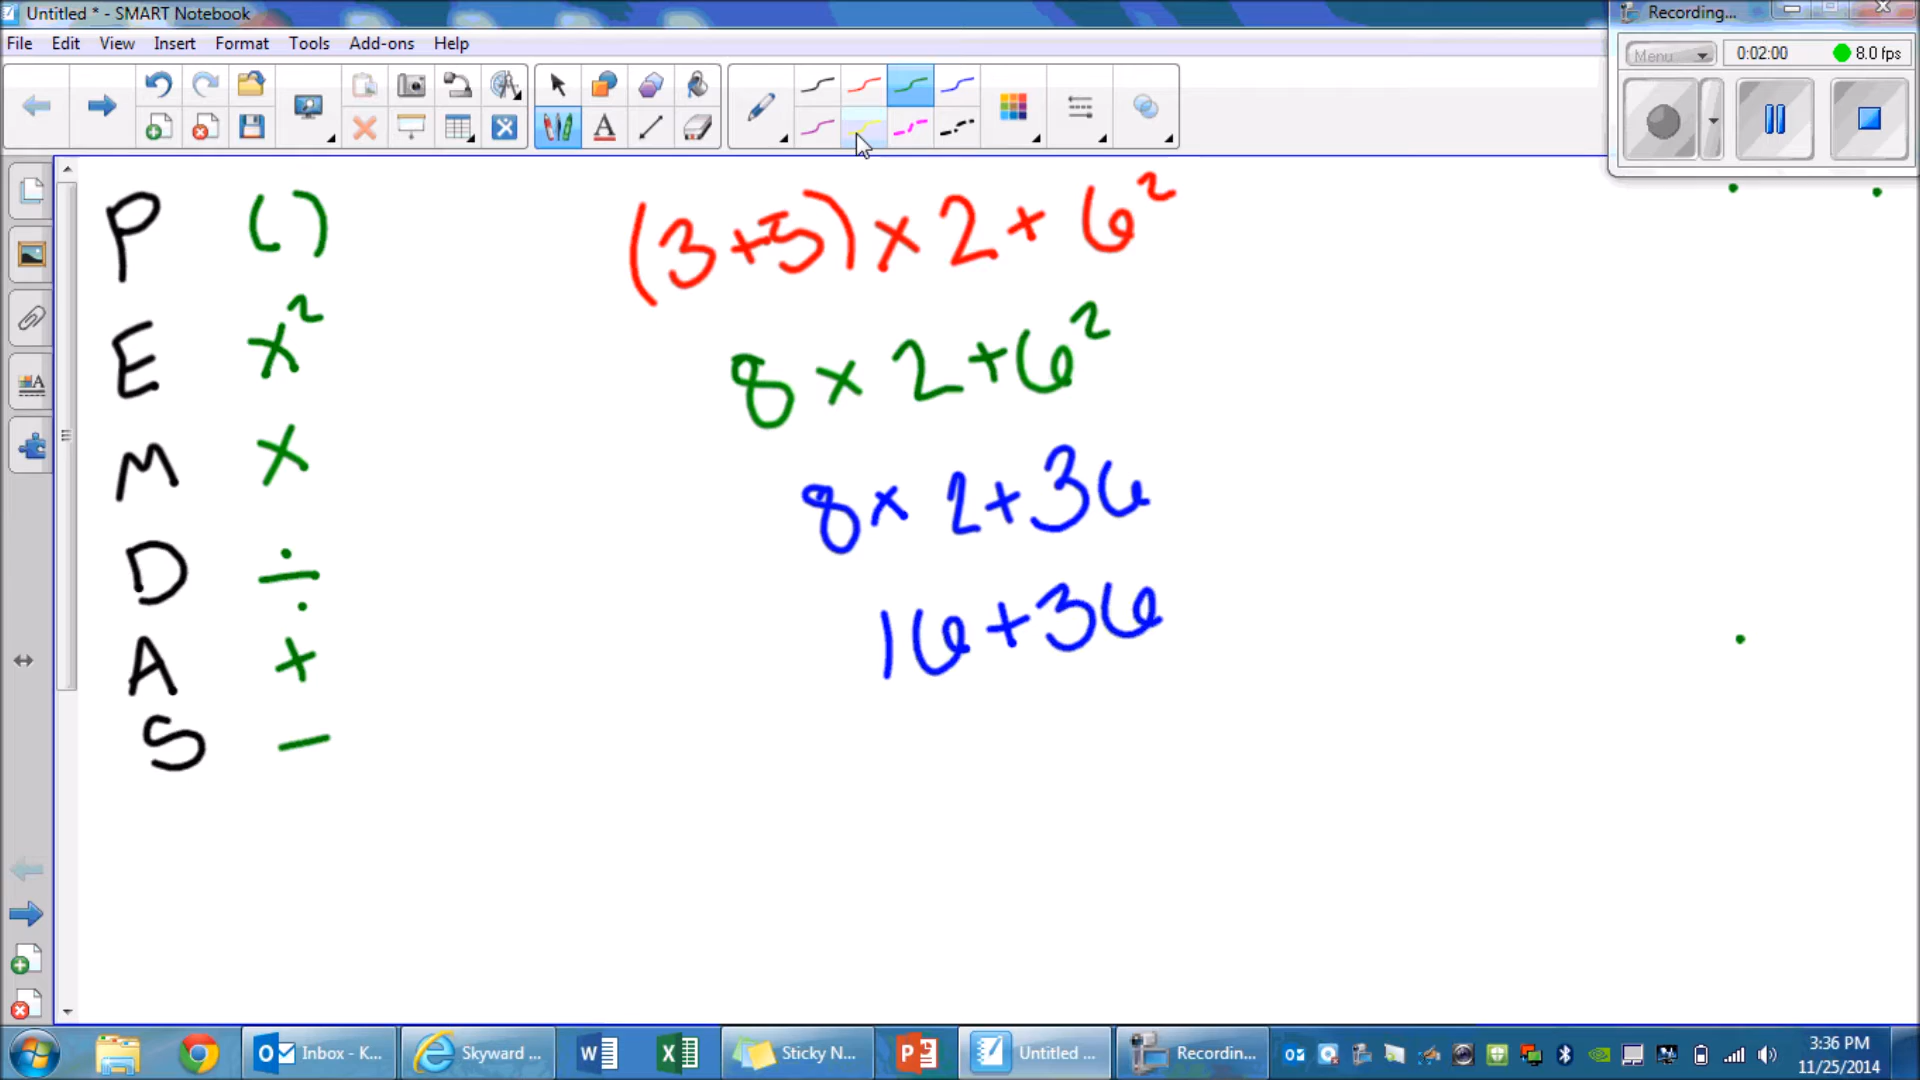 Untitled * - SMART Notebook
Recording...
File Edit View Insert Format Tools Add-ons Help
Menu 0:02:00 8.0 fps
P ( )
(3+5) × 2 + 6²
E x²
8 × 2 + 6²
M ×
8 × 2 + 36
D ÷
16 + 36
A +
S −
Inbox - K... Skyward ... Sticky N... Untitled ... Recordin...
3:36 PM
11/25/2014